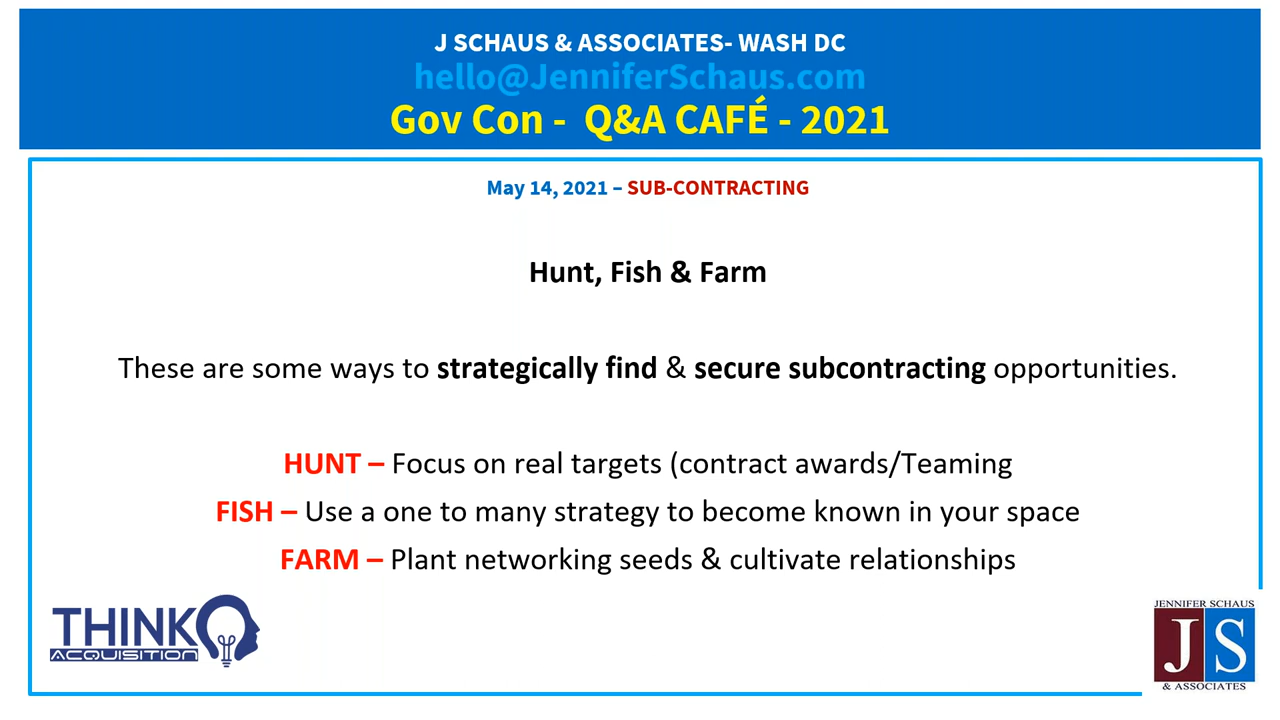 J SCHAUS & ASSOCIATES- WASH DC
hello@JenniferSchaus.com
Gov Con - Q&A CAFÉ - 2021
May 14, 2021 – SUB-CONTRACTING
Hunt, Fish & Farm
These are some ways to strategically find & secure subcontracting opportunities.
HUNT – Focus on real targets (contract awards/Teaming
FISH – Use a one to many strategy to become known in your space
FARM – Plant networking seeds & cultivate relationships
THINK
ACQUISITION
JENNIFER SCHAUS
JS
& ASSOCIATES